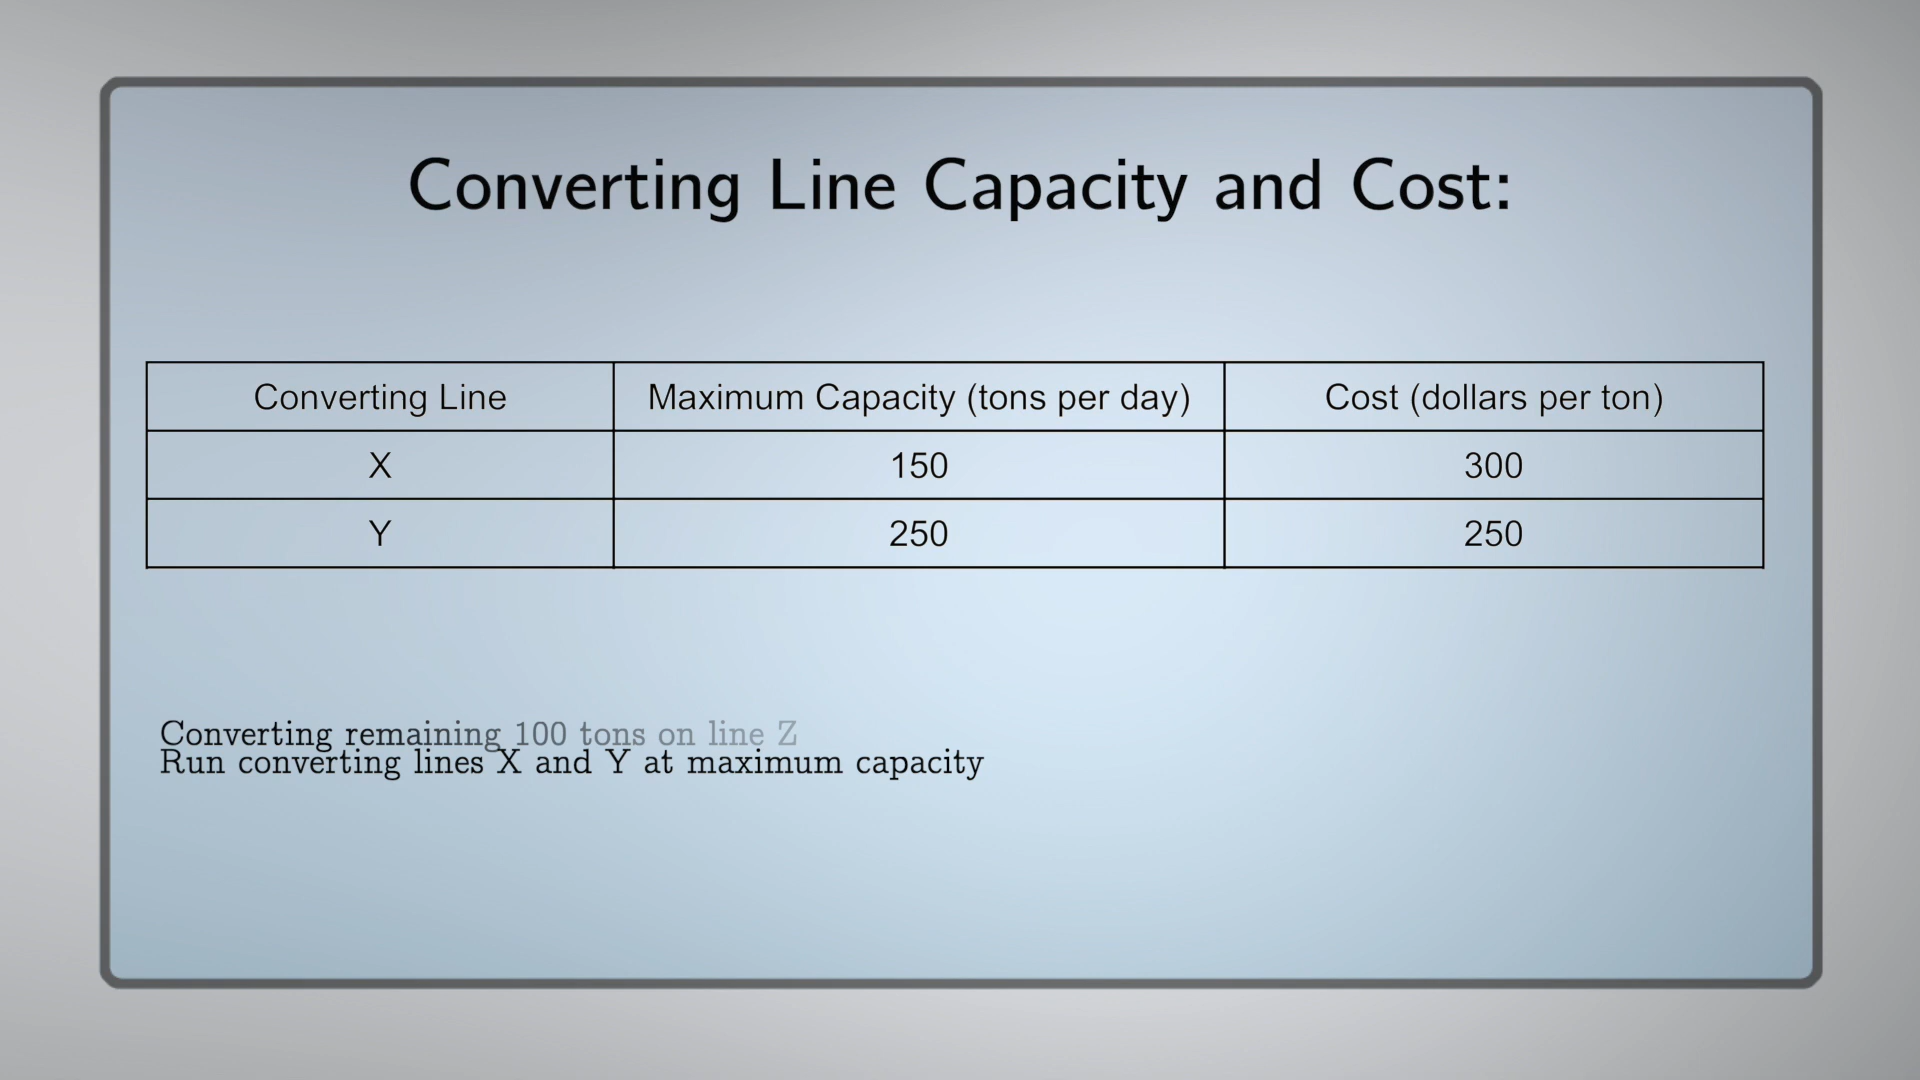 Converting Line Capacity and Cost:
Converting Line Maximum Capacity (tons per day) Cost (dollars per ton)
X 150 300
Y 250 250
Converting remaining 100 tons on line Z
Run converting lines X and Y at maximum capacity